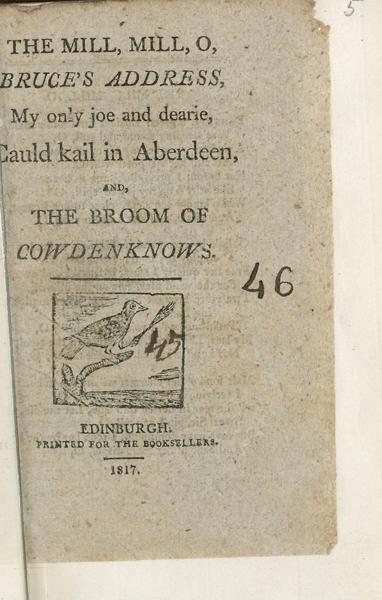 5
THE MILL, MILL, O,
BRUCE'S ADDRESS,
My only joe and dearie,
Cauld kail in Aberdeen,
AND,
THE BROOM OF
COWDENKNOWS.
46
45
EDINBURGH.
PRINTED FOR THE BOOKSELLERS.
1817.